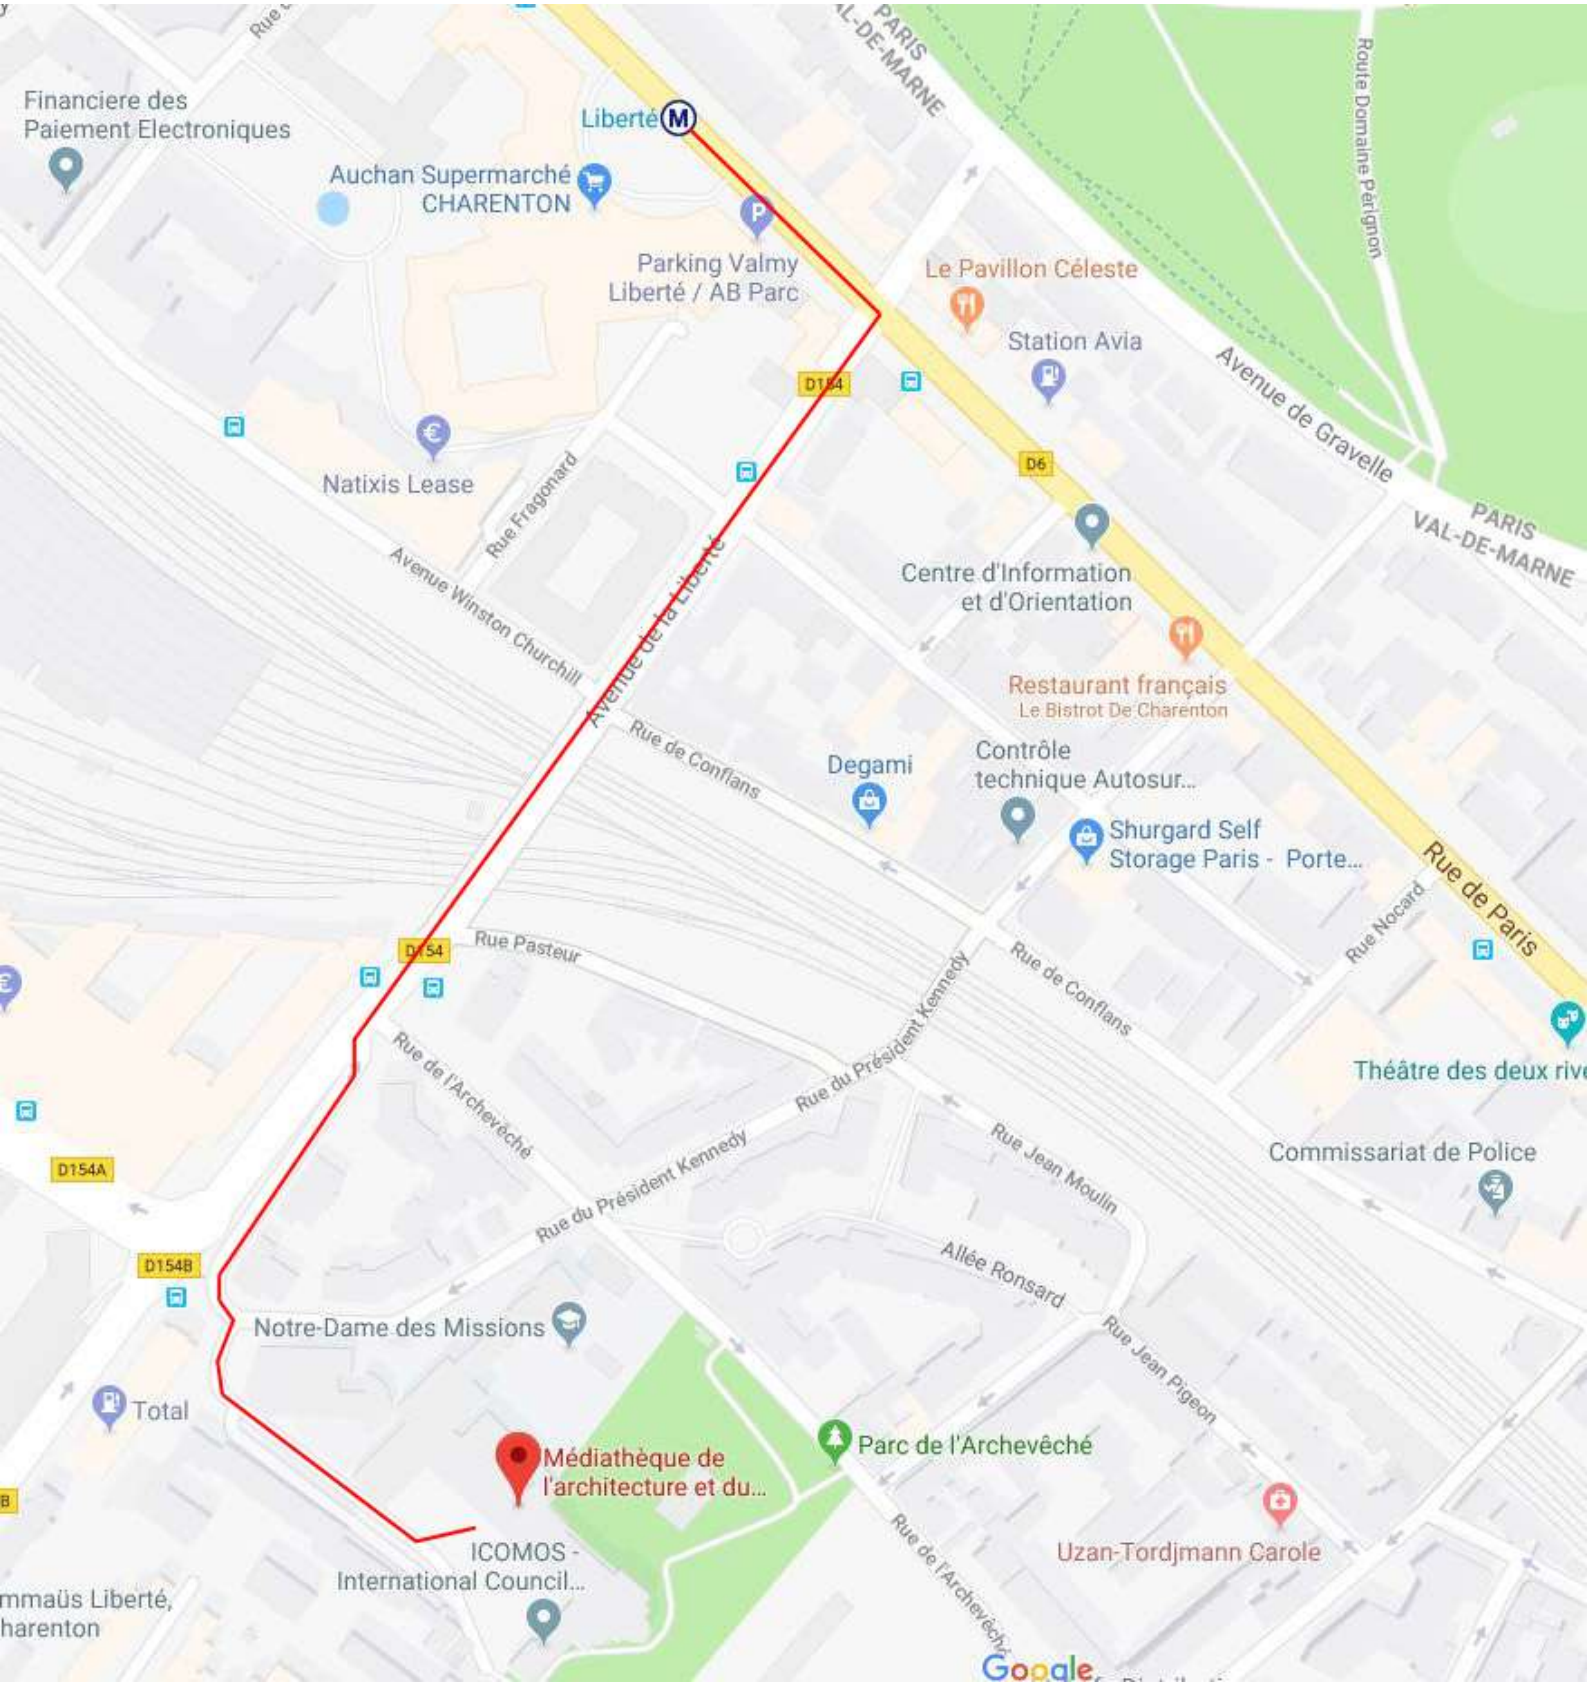 Rue
PARIS
VAL-DE-MARNE
Route Domaine Pérignon
Financiere des
Paiement Electroniques
Liberté M
Auchan Supermarché
CHARENTON
P
Parking Valmy
Liberté / AB Parc
Le Pavillon Céleste
Station Avia
D154
Avenue de Gravelle
D6
Natixis Lease
Rue Fragonard
PARIS
VAL-DE-MARNE
Avenue Winston Churchill
Avenue de la Liberté
Centre d'Information
et d'Orientation
Restaurant français
Le Bistrot De Charenton
Rue de Conflans
Degami
Contrôle
technique Autosur...
Shurgard Self
Storage Paris - Porte...
Rue de Paris
Rue Nocard
D154
Rue Pasteur
Rue de Conflans
Rue du Président Kennedy
Théâtre des deux rive
Rue de l'Archevêché
Rue Jean Moulin
Commissariat de Police
D154A
Rue du Président Kennedy
Allée Ronsard
D154B
Notre-Dame des Missions
Rue Jean Pigeon
Total
Parc de l'Archevêché
Médiathèque de
l'architecture et du...
B
Uzan-Tordjmann Carole
Rue de l'Archevêché
ICOMOS -
International Council...
mmaüs Liberté,
harenton
Google